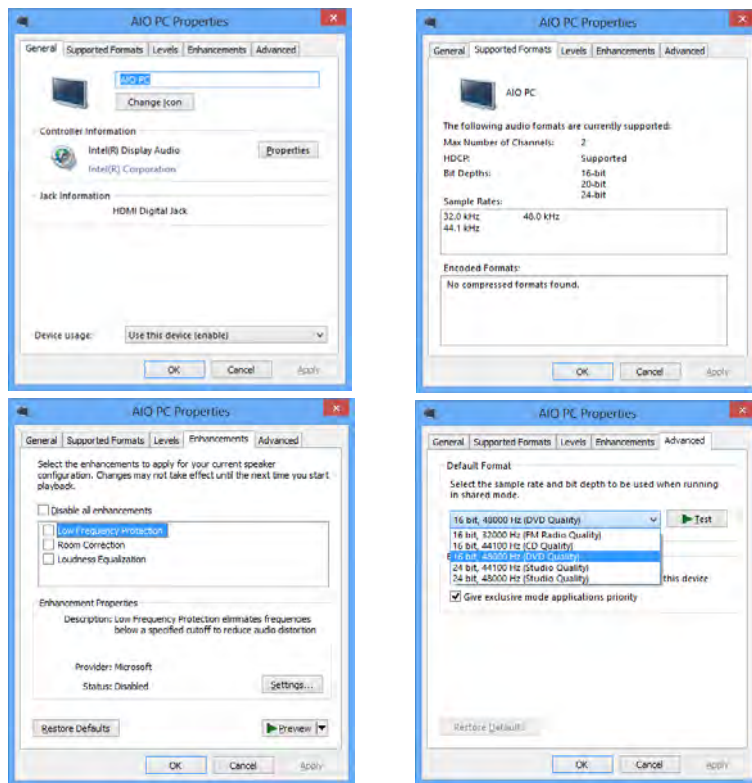 AIO PC Properties
General Supported Formats Levels Enhancements Advanced
AIO PC
Change Icon
Controller Information
Intel(R) Display Audio
Properties
Intel(R) Corporation
Jack Information
HDMI Digital Jack
Device usage: Use this device (enable)
OK Cancel Apply
AIO PC Properties
General Supported Formats Levels Enhancements Advanced
AIO PC
The following audio formats are currently supported:
Max Number of Channels: 2
HDCP: Supported
Bit Depths: 16-bit
20-bit
24-bit
Sample Rates:
32.0 kHz 48.0 kHz
44.1 kHz
Encoded Formats:
No compressed formats found.
OK Cancel Apply
AIO PC Properties
General Supported Formats Levels Enhancements Advanced
Select the enhancements to apply for your current speaker
configuration. Changes may not take effect until the next time you start
playback.
Disable all enhancements
Low Frequency Protection
Room Correction
Loudness Equalization
Enhancement Properties
Description: Low Frequency Protection eliminates frequencies
below a specified cutoff to reduce audio distortion
Provider: Microsoft
Status: Disabled
Settings...
Restore Defaults
Preview
OK Cancel Apply
AIO PC Properties
General Supported Formats Levels Enhancements Advanced
Default Format
Select the sample rate and bit depth to be used when running
in shared mode.
16 bit, 48000 Hz (DVD Quality)
Test
16 bit, 32000 Hz (FM Radio Quality)
16 bit, 44100 Hz (CD Quality)
16 bit, 48000 Hz (DVD Quality)
24 bit, 44100 Hz (Studio Quality)
24 bit, 48000 Hz (Studio Quality)
this device
Give exclusive mode applications priority
Restore Defaults
OK Cancel Apply